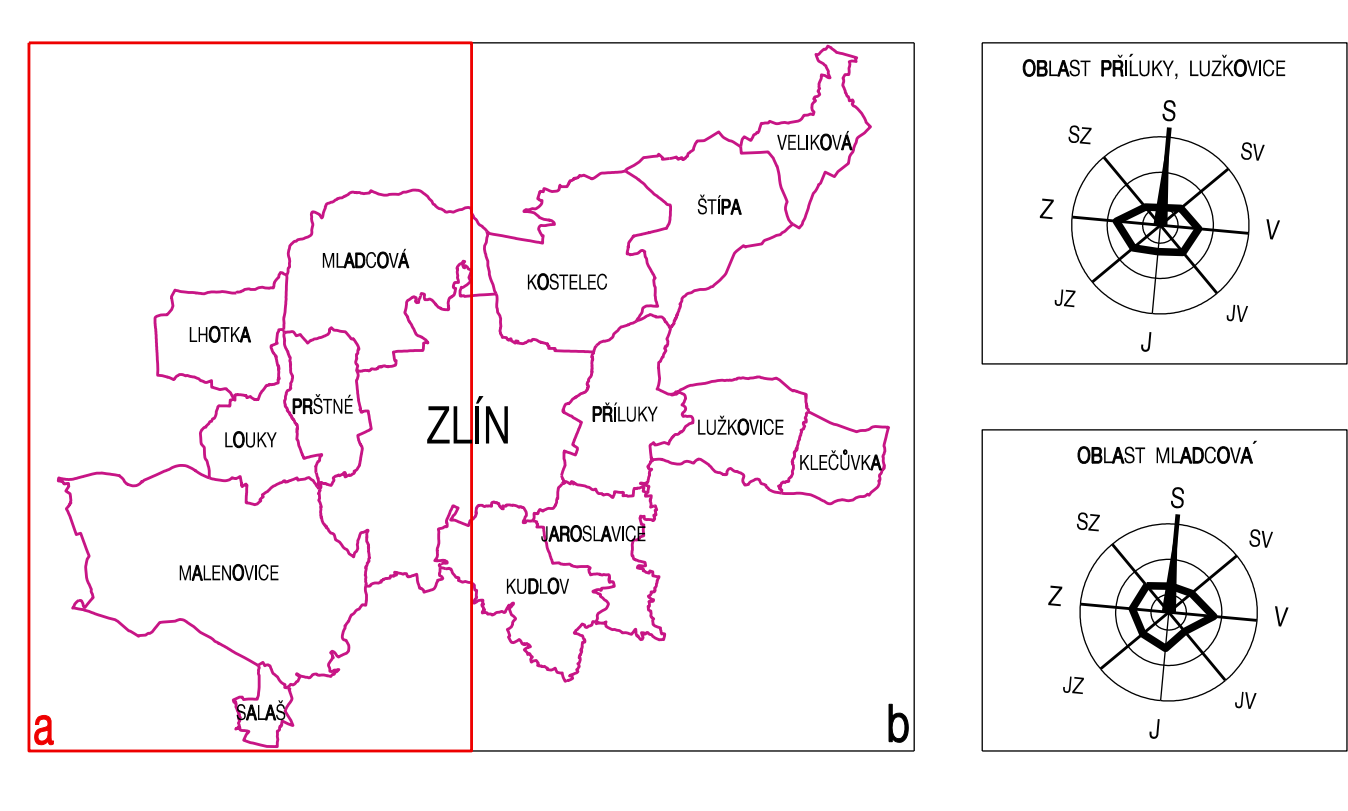 VELIKOVÁ
ŠTÍPA
MLADCOVÁ
KOSTELEC
LHOTKA
PRŠTNÉ
PŘÍLUKY
ZLÍN
LUŽKOVICE
LOUKY
KLEČŮVKA
JAROSLAVICE
MALENOVICE
KUDLOV
SALAŠ
a
b
OBLAST PŘÍLUKY, LUZŘKOVICE
S
SZ
SV
Z
V
JZ
JV
J
OBLAST MLADCOVÁ
S
SZ
SV
Z
V
JZ
JV
J